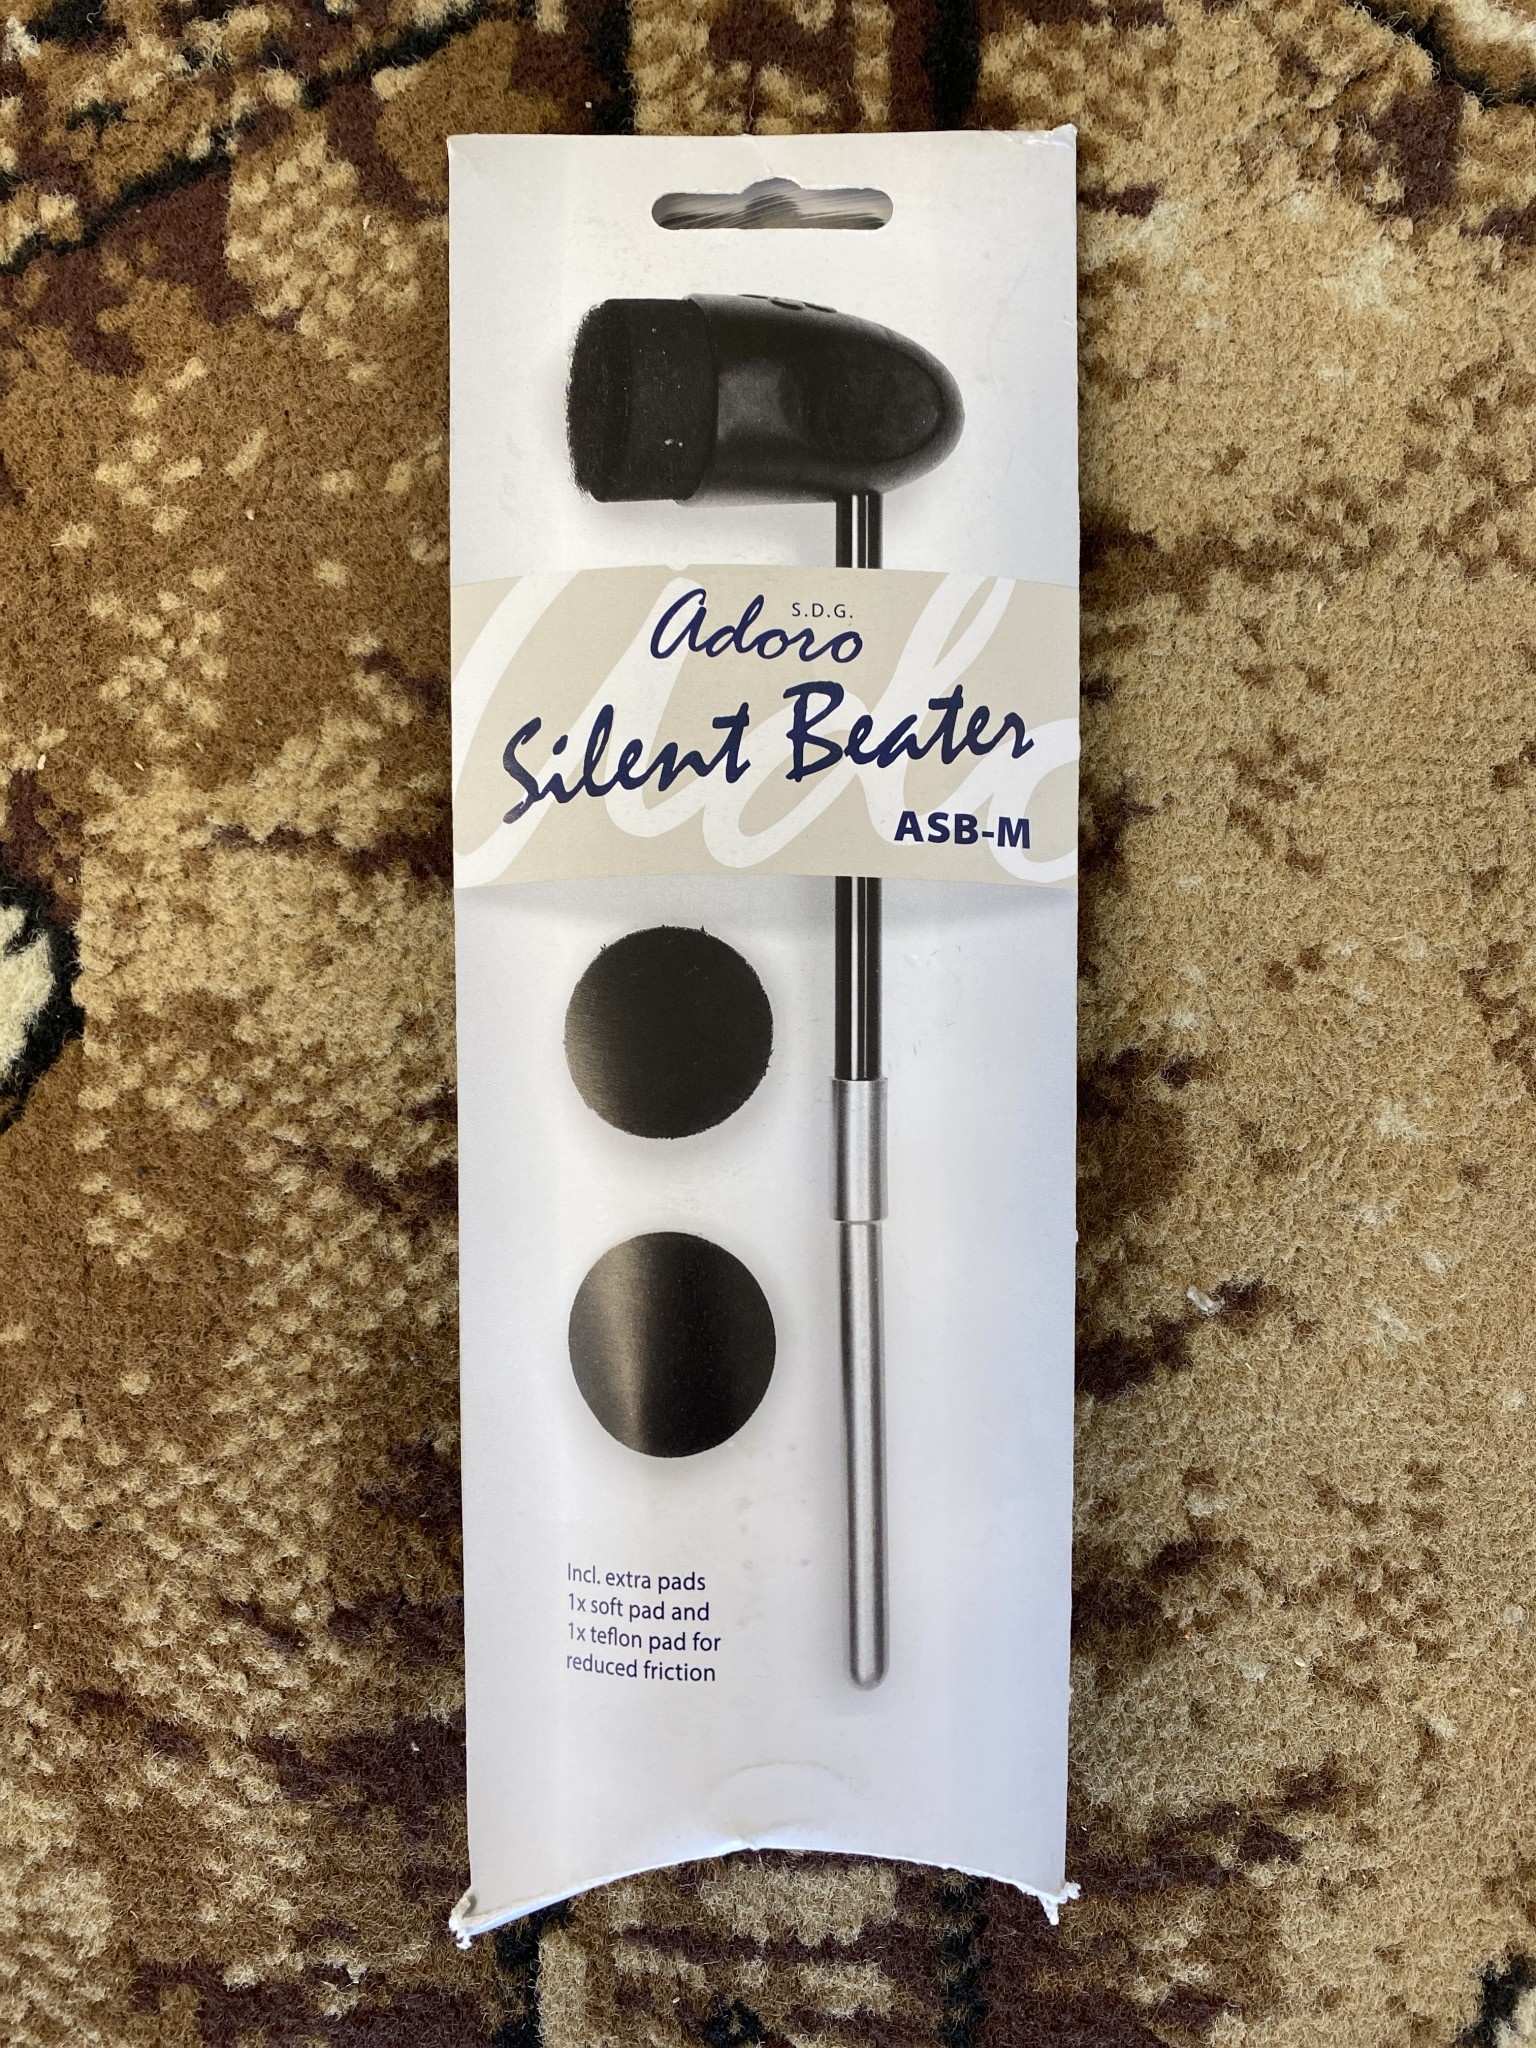 S.D.G.
Adoro
Silent Beater
ASB-M
Incl. extra pads
1x soft pad and
1x teflon pad for
reduced friction